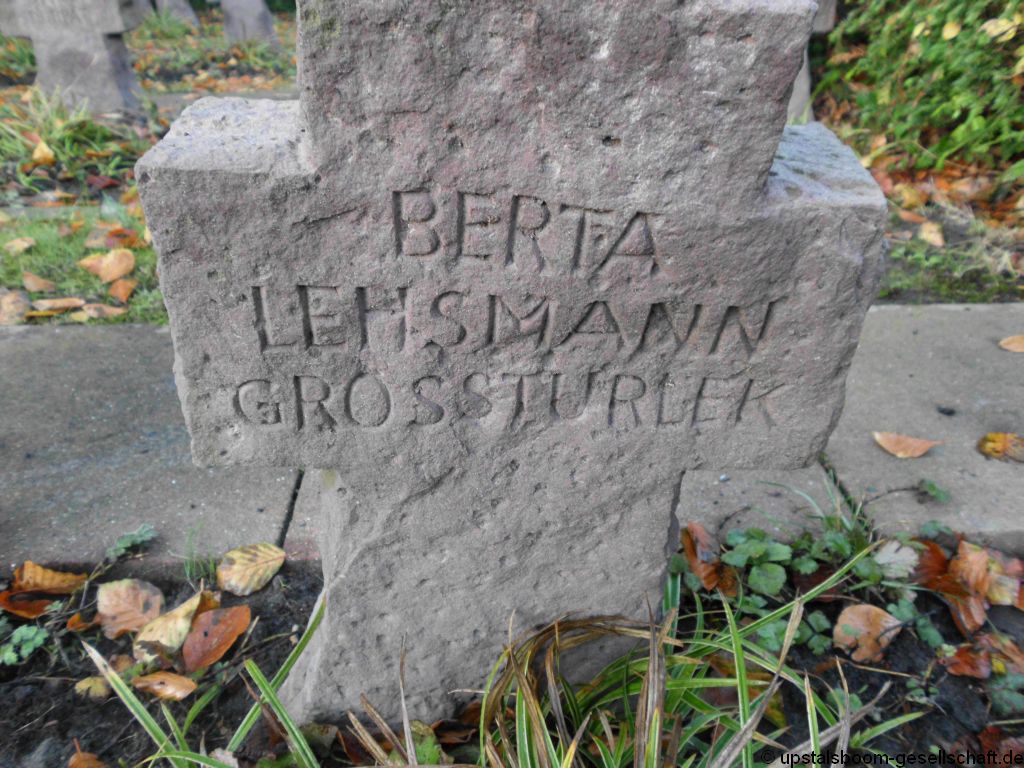 BERTA
LEHSMANN
GROSSTURLEK
© upstalsboom-gesellschaft.de